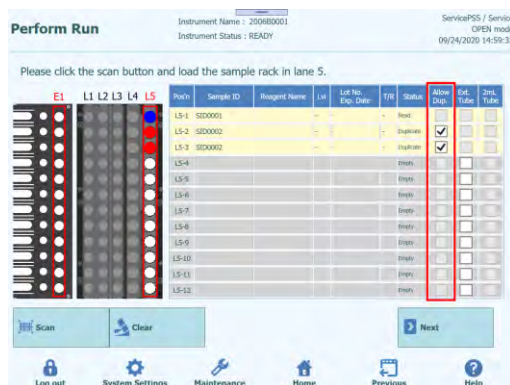 Perform Run
Instrument Name : 2006B0001
Instrument Status : READY
ServicePSS / Servic
OPEN mod
09/24/2020 14:59:3
Please click the scan button and load the sample rack in lane 5.
E1 L1 L2 L3 L4 L5
Pos'n Sample ID Reagent Name Lvl Lot No. Exp. Date T/R Status Allow Dup. Ext. Tube 2mL Tube
L5-1 SID0001 - - - Read
L5-2 SID0002 - - - Duplicate
L5-3 SID0002 - - - Duplicate
L5-4 Empty
L5-5 Empty
L5-6 Empty
L5-7 Empty
L5-8 Empty
L5-9 Empty
L5-10 Empty
L5-11 Empty
L5-12 Empty
Scan Clear Next
Log out System Settings Maintenance Home Previous Help